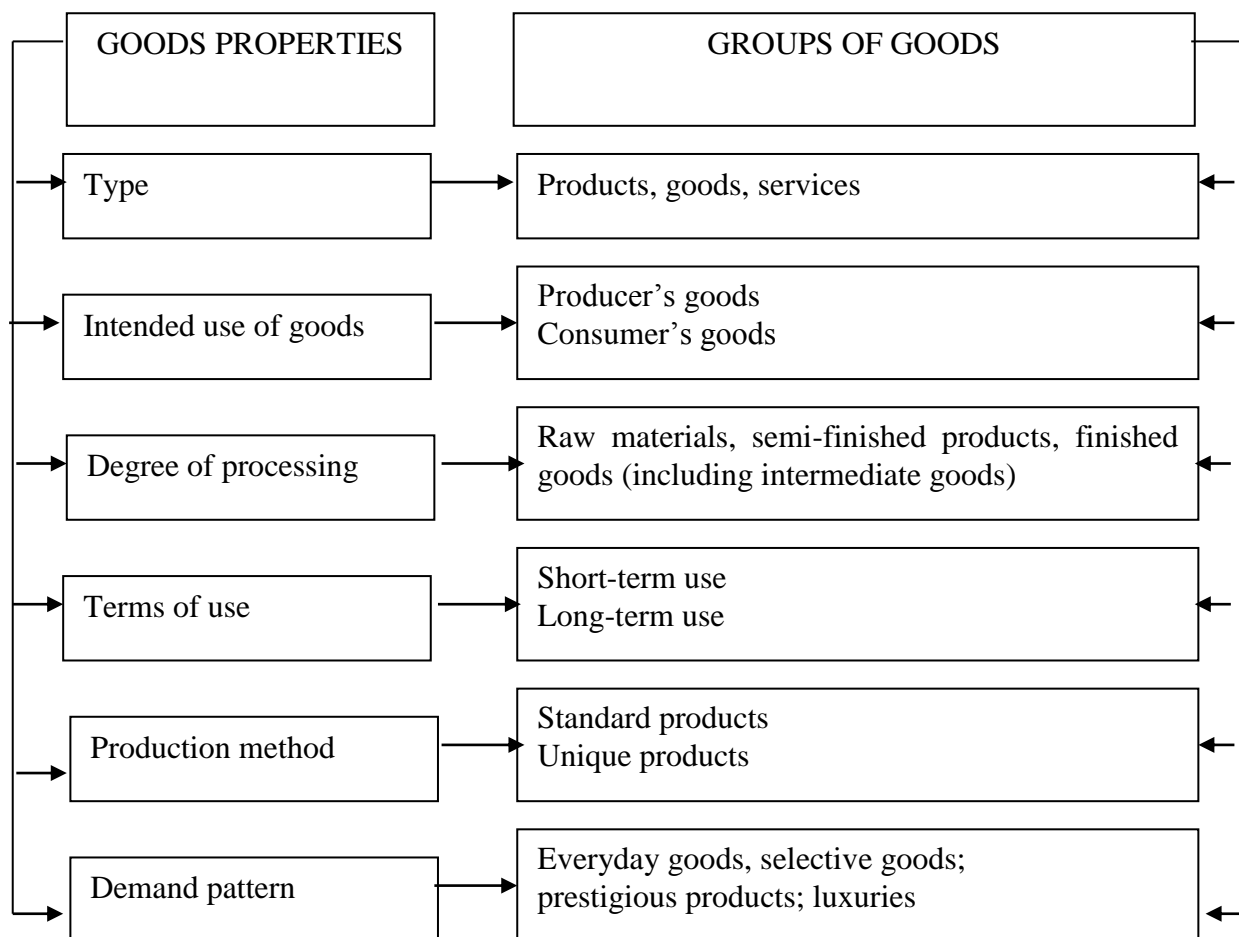 GOODS PROPERTIES
GROUPS OF GOODS
Type
Products, goods, services
Intended use of goods
Producer’s goods
Consumer’s goods
Degree of processing
Raw materials, semi-finished products, finished
goods (including intermediate goods)
Terms of use
Short-term use
Long-term use
Production method
Standard products
Unique products
Demand pattern
Everyday goods, selective goods;
prestigious products; luxuries